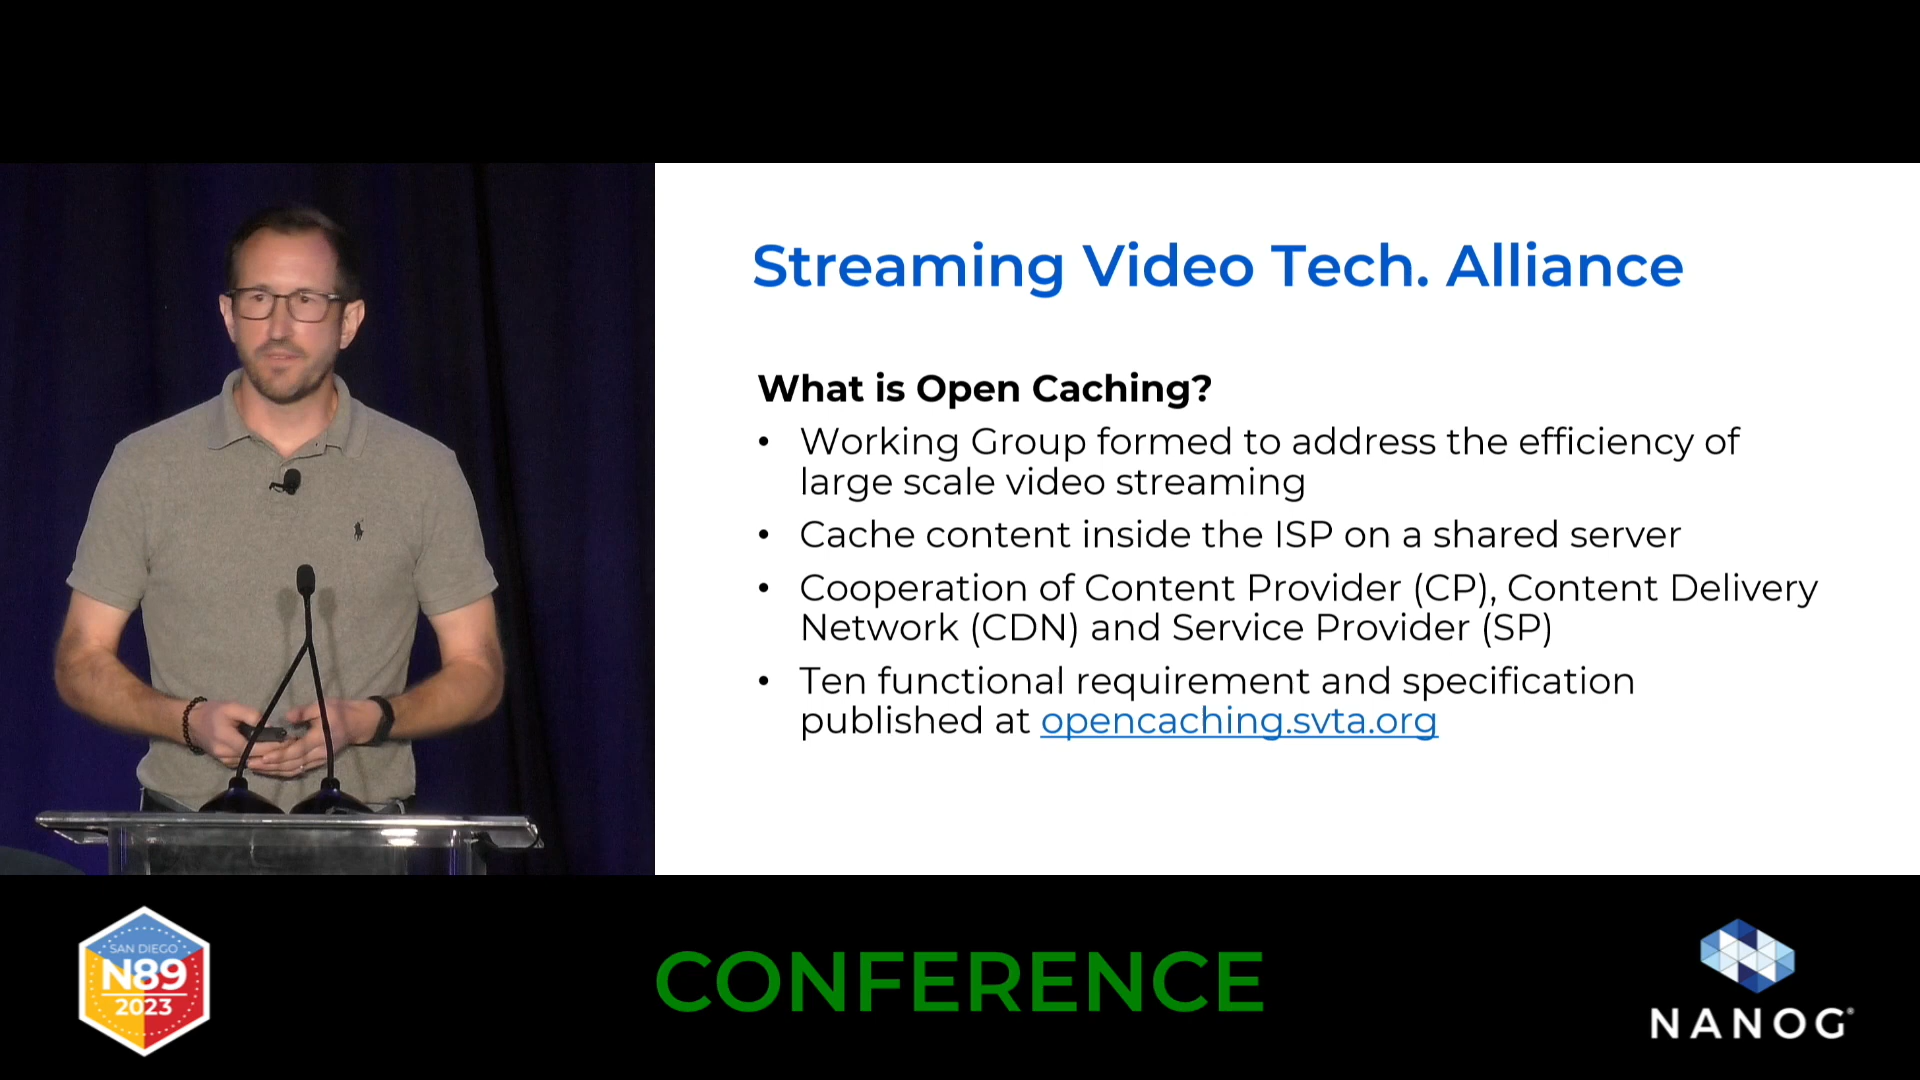 Streaming Video Tech. Alliance
What is Open Caching?
• Working Group formed to address the efficiency of
large scale video streaming
• Cache content inside the ISP on a shared server
• Cooperation of Content Provider (CP), Content Delivery
Network (CDN) and Service Provider (SP)
• Ten functional requirement and specification
published at opencaching.svta.org
SAN DIEGO
N89
2023
CONFERENCE
NANOG®